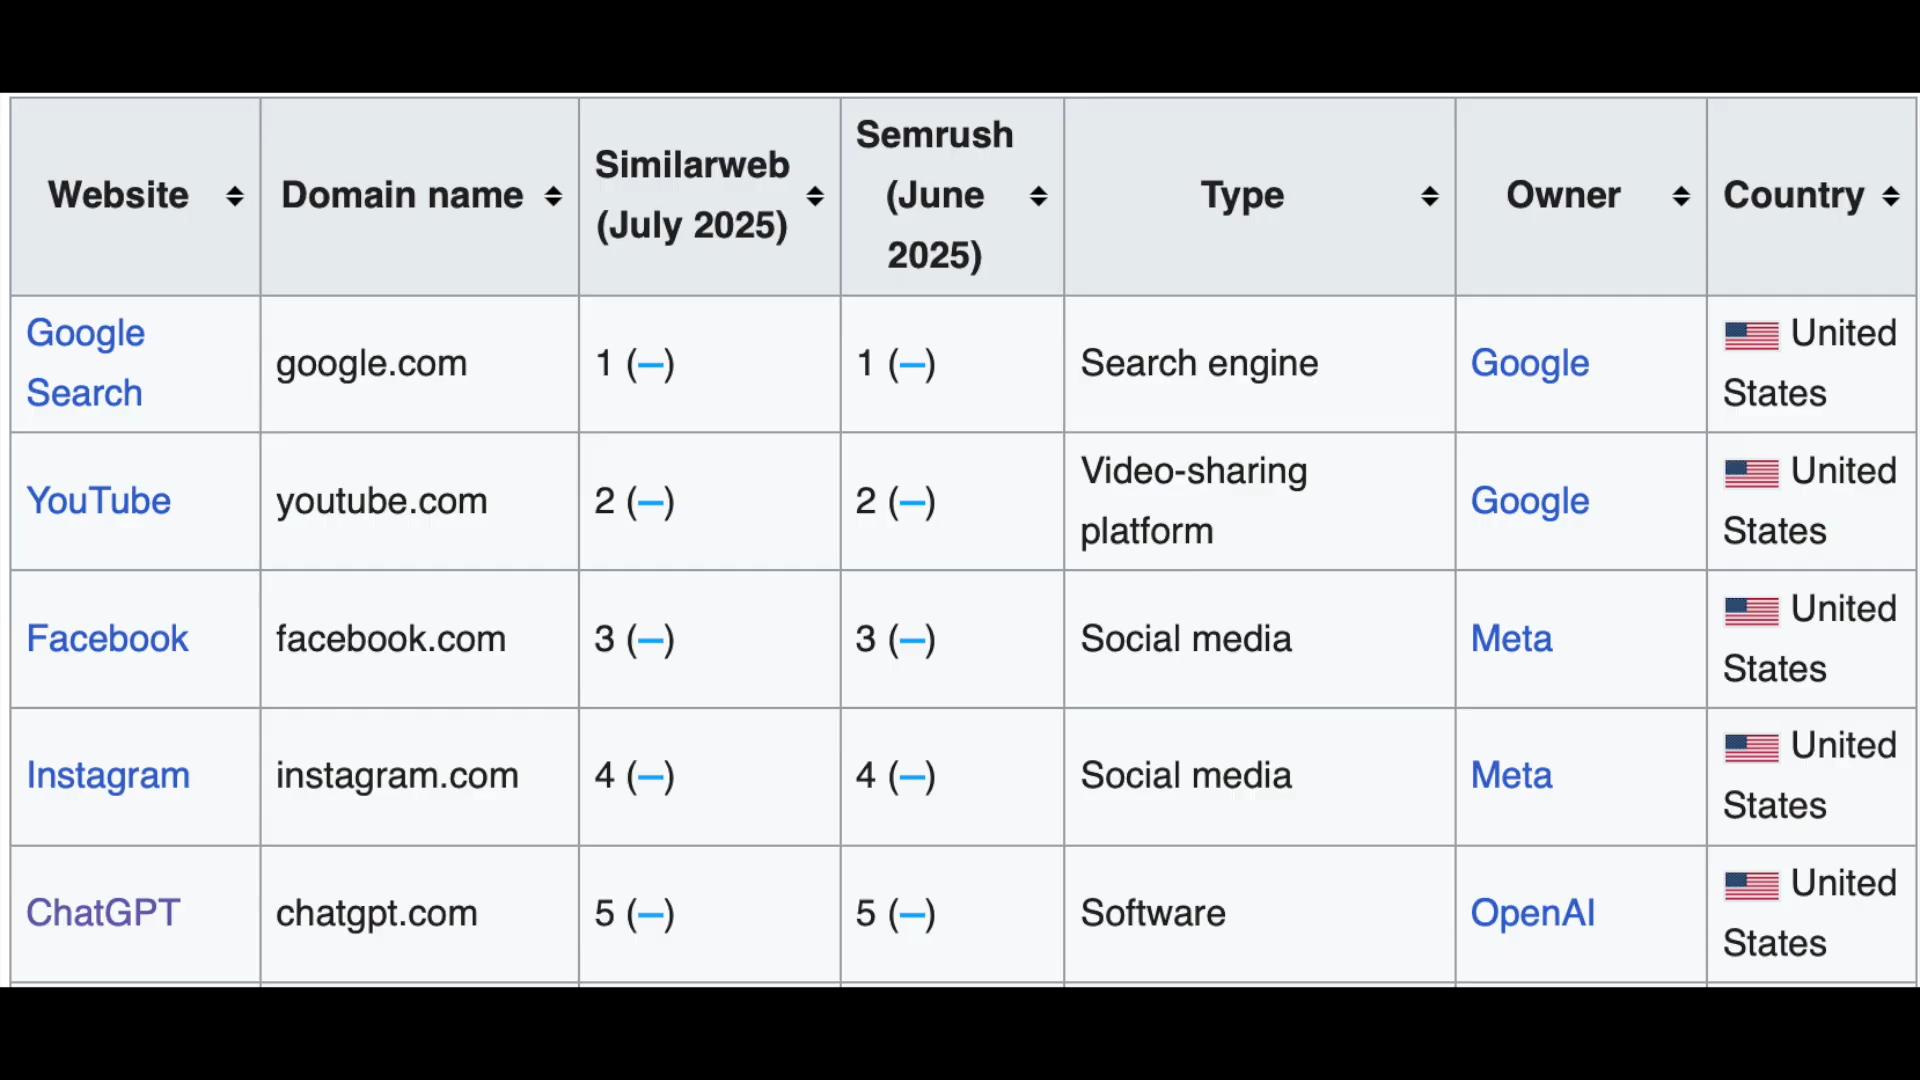 Website Domain name Similarweb (July 2025) Semrush (June 2025) Type Owner Country
Google Search google.com 1 (—) 1 (—) Search engine Google United States
YouTube youtube.com 2 (—) 2 (—) Video-sharing platform Google United States
Facebook facebook.com 3 (—) 3 (—) Social media Meta United States
Instagram instagram.com 4 (—) 4 (—) Social media Meta United States
ChatGPT chatgpt.com 5 (—) 5 (—) Software OpenAI United States